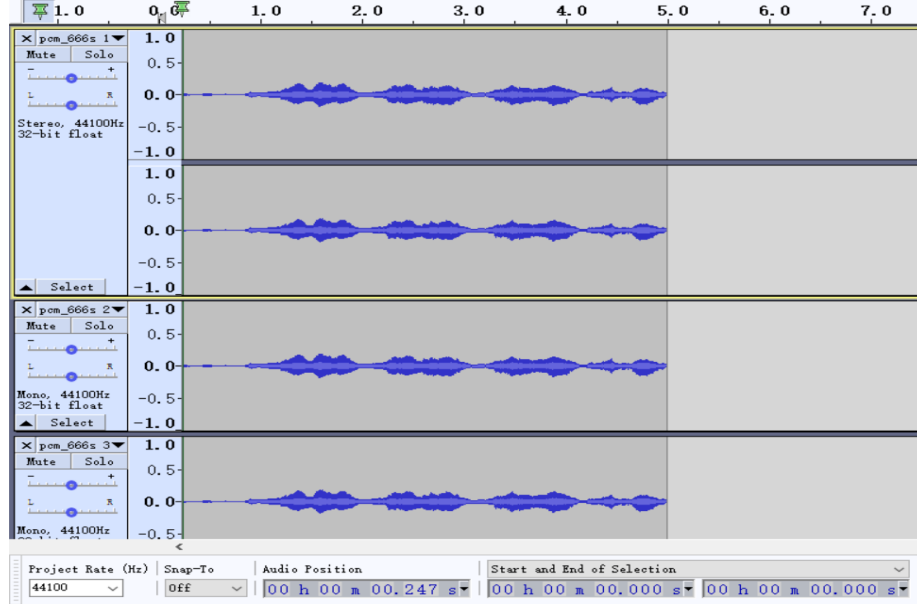 1.0 0.0 1.0 2.0 3.0 4.0 5.0 6.0 7.0
× pcm_666s 1▼ 1.0
Mute Solo 0.5
- +
L R 0.0
Stereo, 44100Hz -0.5
32-bit float
-1.0
1.0
0.5
0.0
-0.5
▲ Select -1.0
× pcm_666s 2▼ 1.0
Mute Solo 0.5
- +
L R 0.0
Mono, 44100Hz -0.5
32-bit float
▲ Select -1.0
× pcm_666s 3▼ 1.0
Mute Solo 0.5
- +
L R 0.0
Mono, 44100Hz -0.5
Project Rate (Hz) Snap-To Audio Position Start and End of Selection
44100 Off 00 h 00 m 00.247 s 00 h 00 m 00.000 s 00 h 00 m 00.000 s